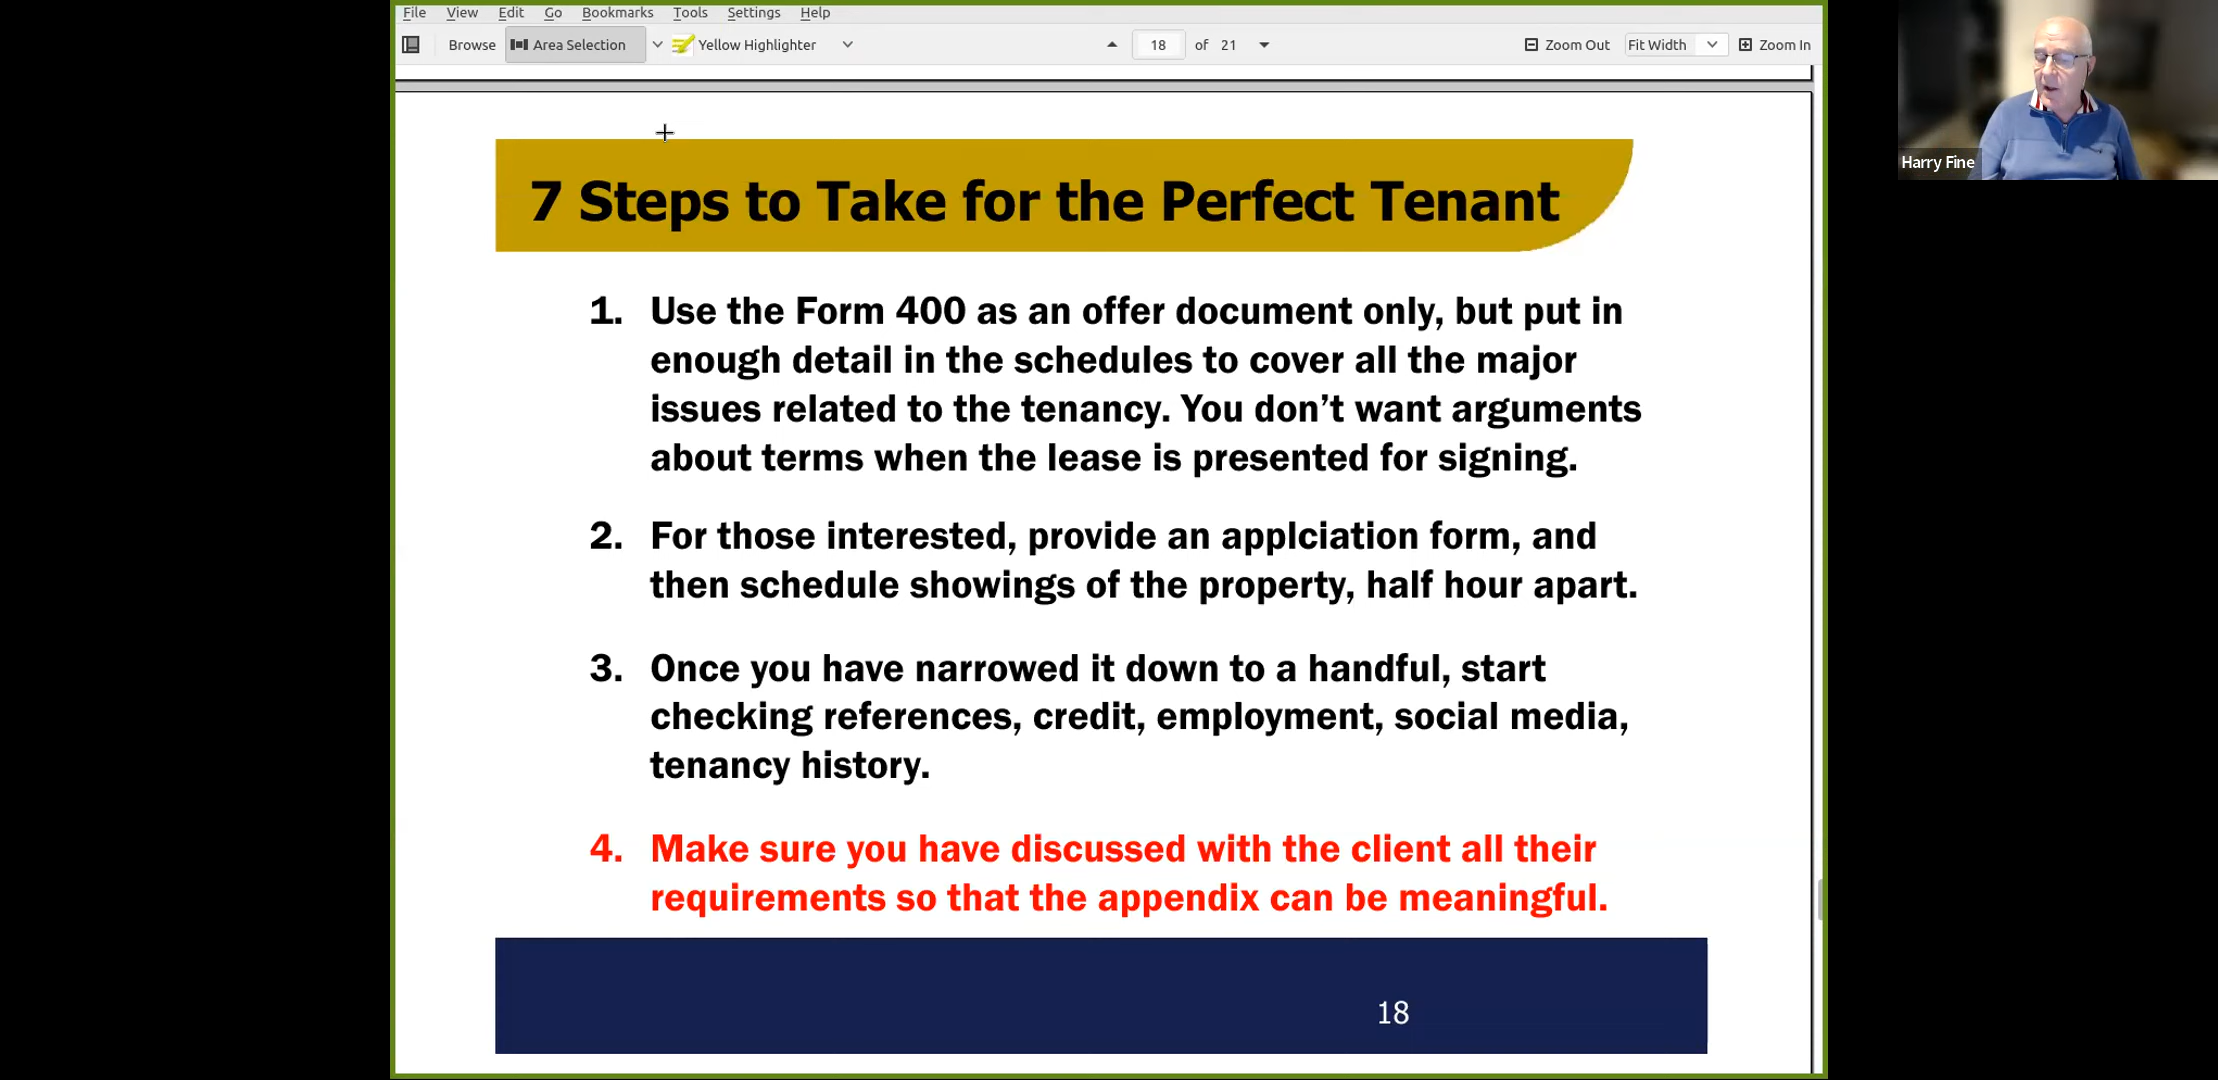 File View Edit Go Bookmarks Tools Settings Help
Browse Area Selection Yellow Highlighter 18 of 21 Zoom Out Fit Width Zoom In
Harry Fine
7 Steps to Take for the Perfect Tenant
1. Use the Form 400 as an offer document only, but put in
enough detail in the schedules to cover all the major
issues related to the tenancy. You don’t want arguments
about terms when the lease is presented for signing.
2. For those interested, provide an applciation form, and
then schedule showings of the property, half hour apart.
3. Once you have narrowed it down to a handful, start
checking references, credit, employment, social media,
tenancy history.
4. Make sure you have discussed with the client all their
requirements so that the appendix can be meaningful.
18